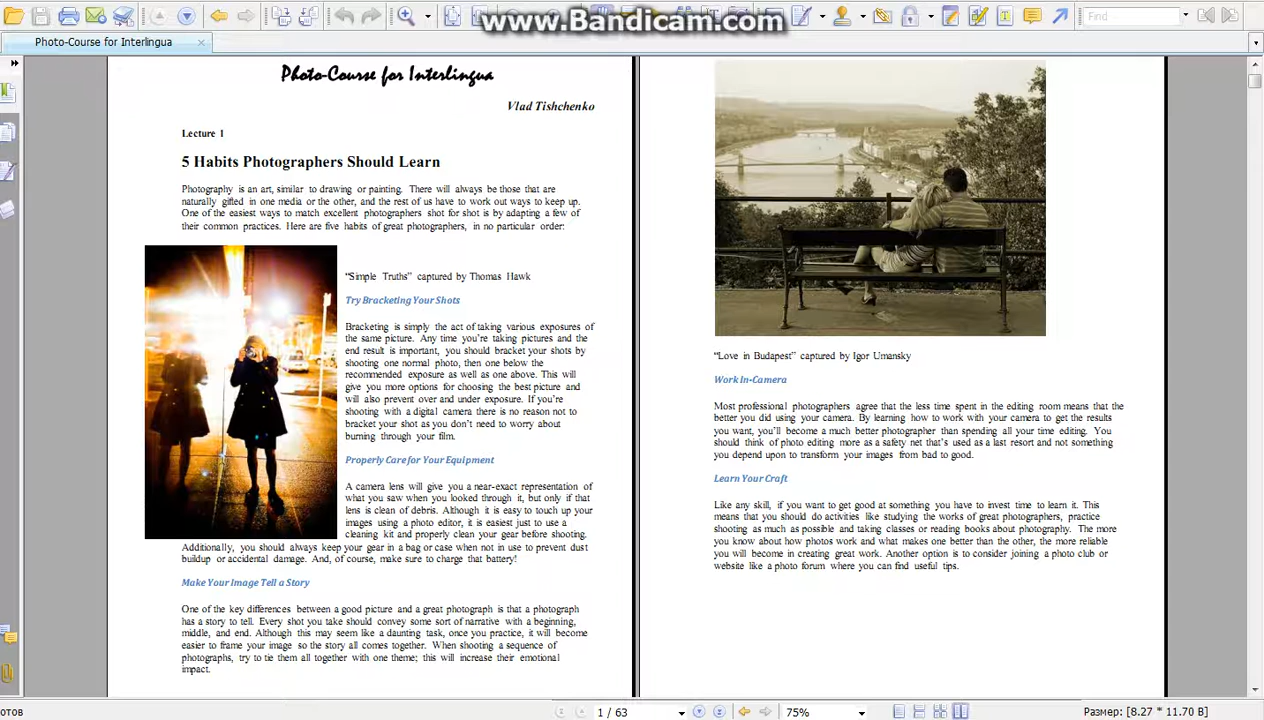 www.Bandicam.com
Find
Photo-Course for Interlingua
Photo-Course for Interlingua
Vlad Tishchenko
Lecture 1
5 Habits Photographers Should Learn
Photography is an art, similar to drawing or painting. There will always be those that are
naturally gifted in one media or the other, and the rest of us have to work out ways to keep up.
One of the easiest ways to match excellent photographers shot for shot is by adapting a few of
their common practices. Here are five habits of great photographers, in no particular order:
“Simple Truths” captured by Thomas Hawk
Try Bracketing Your Shots
Bracketing is simply the act of taking various exposures of
the same picture. Any time you’re taking pictures and the
end result is important, you should bracket your shots by
shooting one normal photo, then one below the
recommended exposure as well as one above. This will
give you more options for choosing the best picture and
will also prevent over and under exposure. If you’re
shooting with a digital camera there is no reason not to
bracket your shot as you don’t need to worry about
burning through your film.
Properly Care for Your Equipment
A camera lens will give you a near-exact representation of
what you saw when you looked through it, but only if that
lens is clean of debris. Although it is easy to touch up your
images using a photo editor, it is easiest just to use a
cleaning kit and properly clean your gear before shooting.
Additionally, you should always keep your gear in a bag or case when not in use to prevent dust
buildup or accidental damage. And, of course, make sure to charge that battery!
Make Your Image Tell a Story
One of the key differences between a good picture and a great photograph is that a photograph
has a story to tell. Every shot you take should convey some sort of narrative with a beginning,
middle, and end. Although this may seem like a daunting task, once you practice, it will become
easier to frame your image so the story all comes together. When shooting a sequence of
photographs, try to tie them all together with one theme; this will increase their emotional
impact.
“Love in Budapest” captured by Igor Umansky
Work In-Camera
Most professional photographers agree that the less time spent in the editing room means that the
better you did using your camera. By learning how to work with your camera to get the results
you want, you’ll become a much better photographer than spending all your time editing. You
should think of photo editing more as a safety net that’s used as a last resort and not something
you depend upon to transform your images from bad to good.
Learn Your Craft
Like any skill, if you want to get good at something you have to invest time to learn it. This
means that you should do activities like studying the works of great photographers, practice
shooting as much as possible and taking classes or reading books about photography. The more
you know about how photos work and what makes one better than the other, the more reliable
you will become in creating great work. Another option is to consider joining a photo club or
website like a photo forum where you can find useful tips.
отов
1 / 63
75%
Размер: [8.27 * 11.70 В]